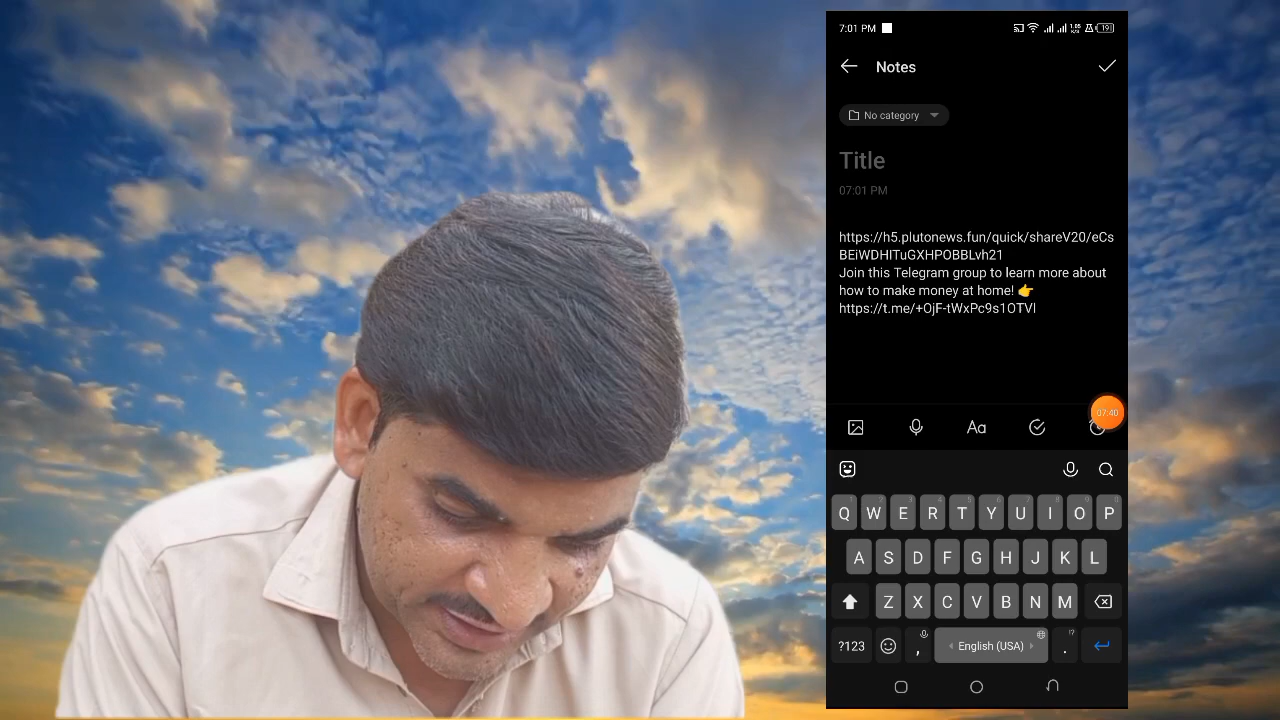 7:01 PM
Notes
No category
Title
07:01 PM
https://h5.plutonews.fun/quick/shareV20/eCs
BEiWDHITuGXHPOBBLvh21
Join this Telegram group to learn more about
how to make money at home! 👉
https://t.me/+OjF-tWxPc9s1OTVl
07:40
Aa
Q W E R T Y U I O P
A S D F G H J K L
Z X C V B N M
?123 , English (USA) .